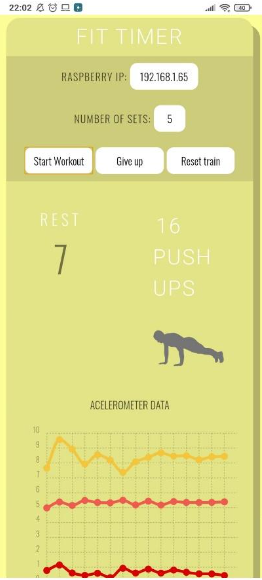 22:02
40
FIT TIMER
RASPBERRY IP: 192.168.1.65
NUMBER OF SETS: 5
Start Workout Give up Reset train
REST
7
16
PUSH
UPS
ACELEROMETER DATA
10
9
8
7
6
5
4
3
2
1
0